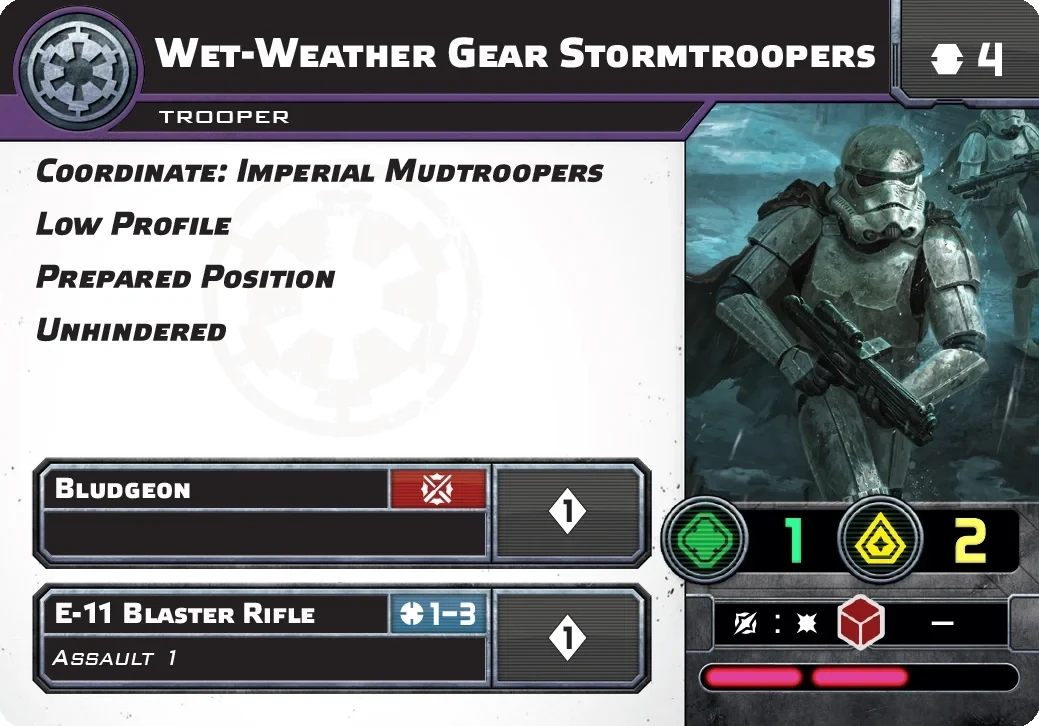 Wet-Weather Gear Stormtroopers
4
TROOPER
Coordinate: Imperial Mudtroopers
Low Profile
Prepared Position
Unhindered
Bludgeon
1
E-11 Blaster Rifle 1–3
Assault 1
1
1 2
: –